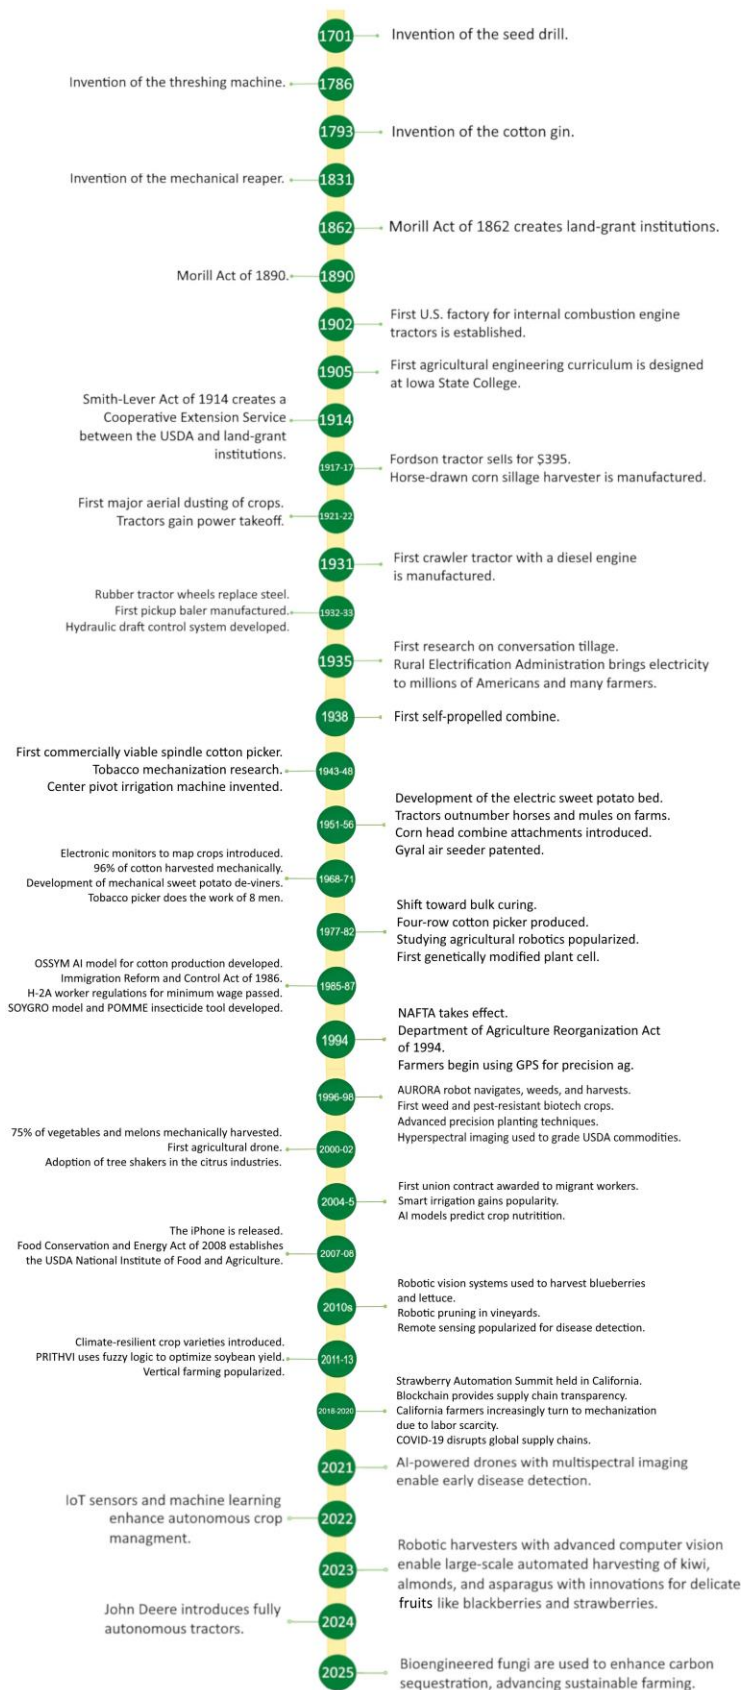 1701
Invention of the seed drill.
Invention of the threshing machine.
1786
1793
Invention of the cotton gin.
Invention of the mechanical reaper.
1831
1862
Morill Act of 1862 creates land-grant institutions.
Morill Act of 1890.
1890
1902
First U.S. factory for internal combustion engine
tractors is established.
1905
First agricultural engineering curriculum is designed
at Iowa State College.
Smith-Lever Act of 1914 creates a
Cooperative Extension Service
between the USDA and land-grant
institutions.
1914
1917-17
Fordson tractor sells for $395.
Horse-drawn corn sillage harvester is manufactured.
First major aerial dusting of crops.
Tractors gain power takeoff.
1921-22
1931
First crawler tractor with a diesel engine
is manufactured.
Rubber tractor wheels replace steel.
First pickup baler manufactured.
Hydraulic draft control system developed.
1932-33
1935
First research on conversation tillage.
Rural Electrification Administration brings electricity
to millions of Americans and many farmers.
1938
First self-propelled combine.
First commercially viable spindle cotton picker.
Tobacco mechanization research.
Center pivot irrigation machine invented.
1943-48
1951-56
Development of the electric sweet potato bed.
Tractors outnumber horses and mules on farms.
Corn head combine attachments introduced.
Gyral air seeder patented.
Electronic monitors to map crops introduced.
96% of cotton harvested mechanically.
Development of mechanical sweet potato de-viners.
Tobacco picker does the work of 8 men.
1968-71
1977-82
Shift toward bulk curing.
Four-row cotton picker produced.
Studying agricultural robotics popularized.
First genetically modified plant cell.
OSSYM AI model for cotton production developed.
Immigration Reform and Control Act of 1986.
H-2A worker regulations for minimum wage passed.
SOYGRO model and POMME insecticide tool developed.
1985-87
1994
NAFTA takes effect.
Department of Agriculture Reorganization Act
of 1994.
Farmers begin using GPS for precision ag.
1996-98
AURORA robot navigates, weeds, and harvests.
First weed and pest-resistant biotech crops.
Advanced precision planting techniques.
Hyperspectral imaging used to grade USDA commodities.
75% of vegetables and melons mechanically harvested.
First agricultural drone.
Adoption of tree shakers in the citrus industries.
2000-02
2004-5
First union contract awarded to migrant workers.
Smart irrigation gains popularity.
AI models predict crop nutritition.
The iPhone is released.
Food Conservation and Energy Act of 2008 establishes
the USDA National Institute of Food and Agriculture.
2007-08
2010s
Robotic vision systems used to harvest blueberries
and lettuce.
Robotic pruning in vineyards.
Remote sensing popularized for disease detection.
Climate-resilient crop varieties introduced.
PRITHVI uses fuzzy logic to optimize soybean yield.
Vertical farming popularized.
2011-13
2018-2020
Strawberry Automation Summit held in California.
Blockchain provides supply chain transparency.
California farmers increasingly turn to mechanization
due to labor scarcity.
COVID-19 disrupts global supply chains.
2021
AI-powered drones with multispectral imaging
enable early disease detection.
IoT sensors and machine learning
enhance autonomous crop
managment.
2022
2023
Robotic harvesters with advanced computer vision
enable large-scale automated harvesting of kiwi,
almonds, and asparagus with innovations for delicate
fruits like blackberries and strawberries.
John Deere introduces fully
autonomous tractors.
2024
2025
Bioengineered fungi are used to enhance carbon
sequestration, advancing sustainable farming.